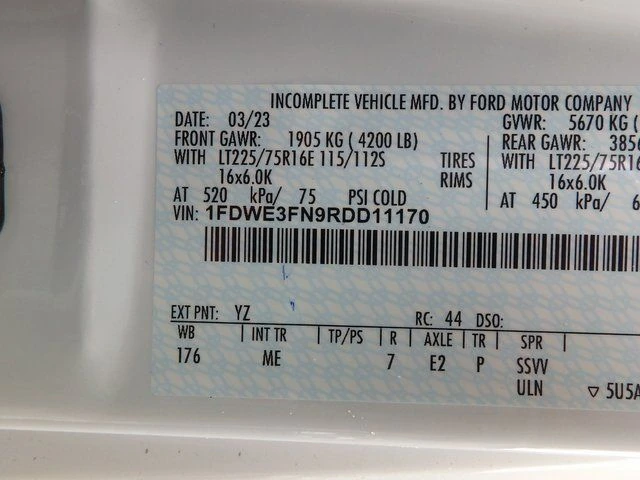 INCOMPLETE VEHICLE MFD. BY FORD MOTOR COMPANY
DATE: 03/23 GVWR: 5670 KG (
FRONT GAWR: 1905 KG ( 4200 LB) REAR GAWR: 3856
WITH LT225/75R16E 115/112S TIRES WITH LT225/75R16
16x6.0K RIMS 16x6.0K
AT 520 kPa/ 75 PSI COLD AT 450 kPa/ 6
VIN: 1FDWE3FN9RDD11170
EXT PNT: YZ RC: 44 DSO:
WB INT TR TP/PS R AXLE TR SPR
176 ME 7 E2 P SSVV
ULN ▽ 5U5A